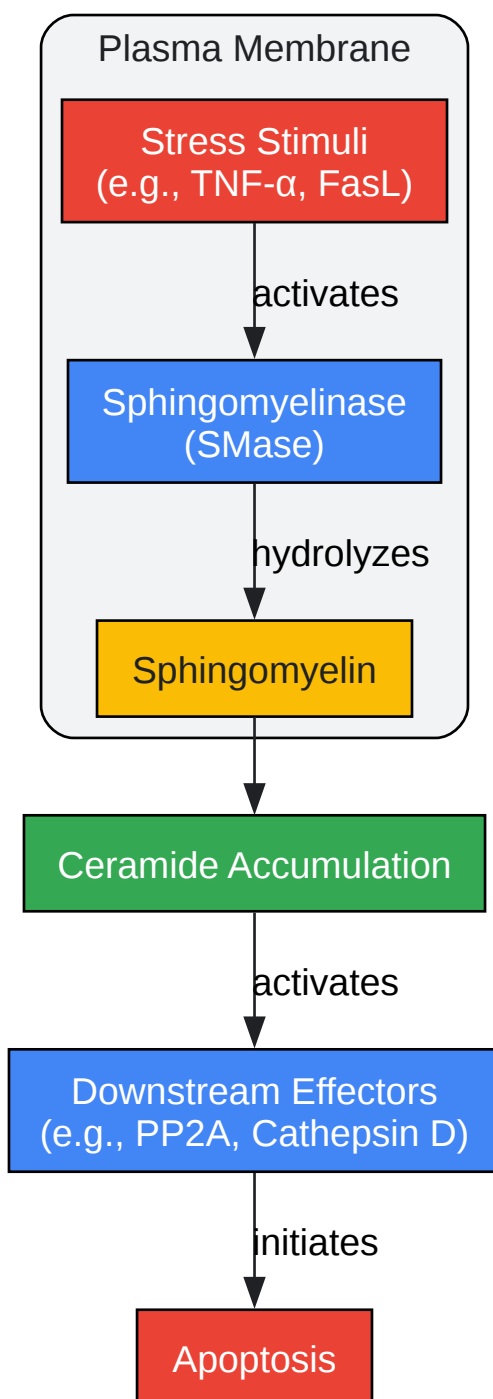 Plasma Membrane
Stress Stimuli
(e.g., TNF-α, FasL)
activates
Sphingomyelinase
(SMase)
hydrolyzes
Sphingomyelin
Ceramide Accumulation
activates
Downstream Effectors
(e.g., PP2A, Cathepsin D)
initiates
Apoptosis